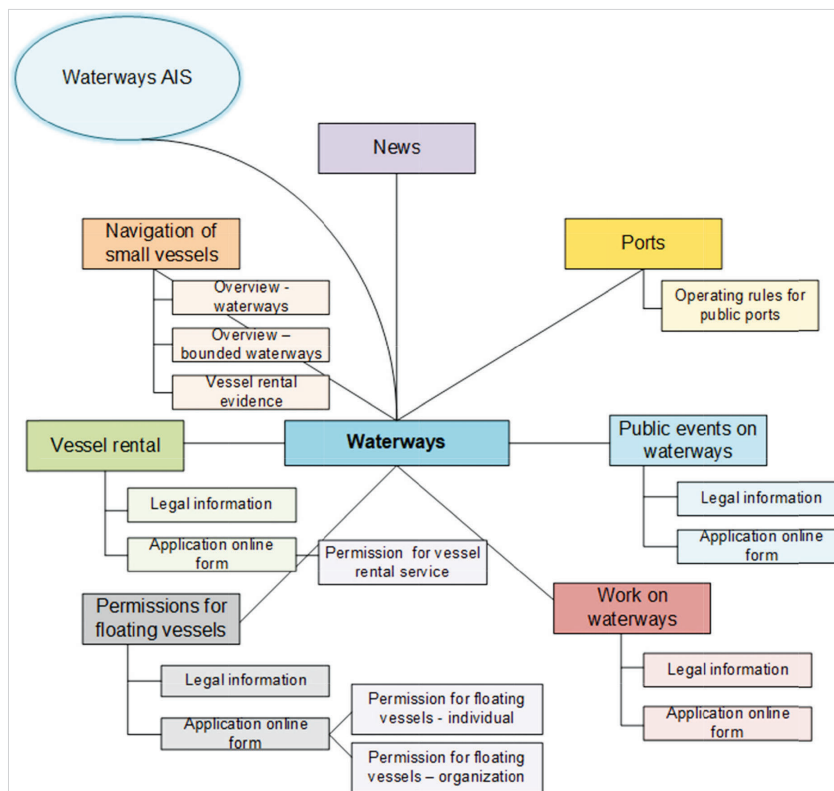 Waterways AIS
News
Navigation of
small vessels
Overview -
waterways
Overview –
bounded waterways
Vessel rental
evidence
Ports
Operating rules for
public ports
Waterways
Vessel rental
Legal information
Application online
form
Permission for vessel
rental service
Public events on
waterways
Legal information
Application online
form
Permissions for
floating vessels
Legal information
Application online
form
Permission for floating
vessels - individual
Permission for floating
vessels – organization
Work on
waterways
Legal information
Application online
form